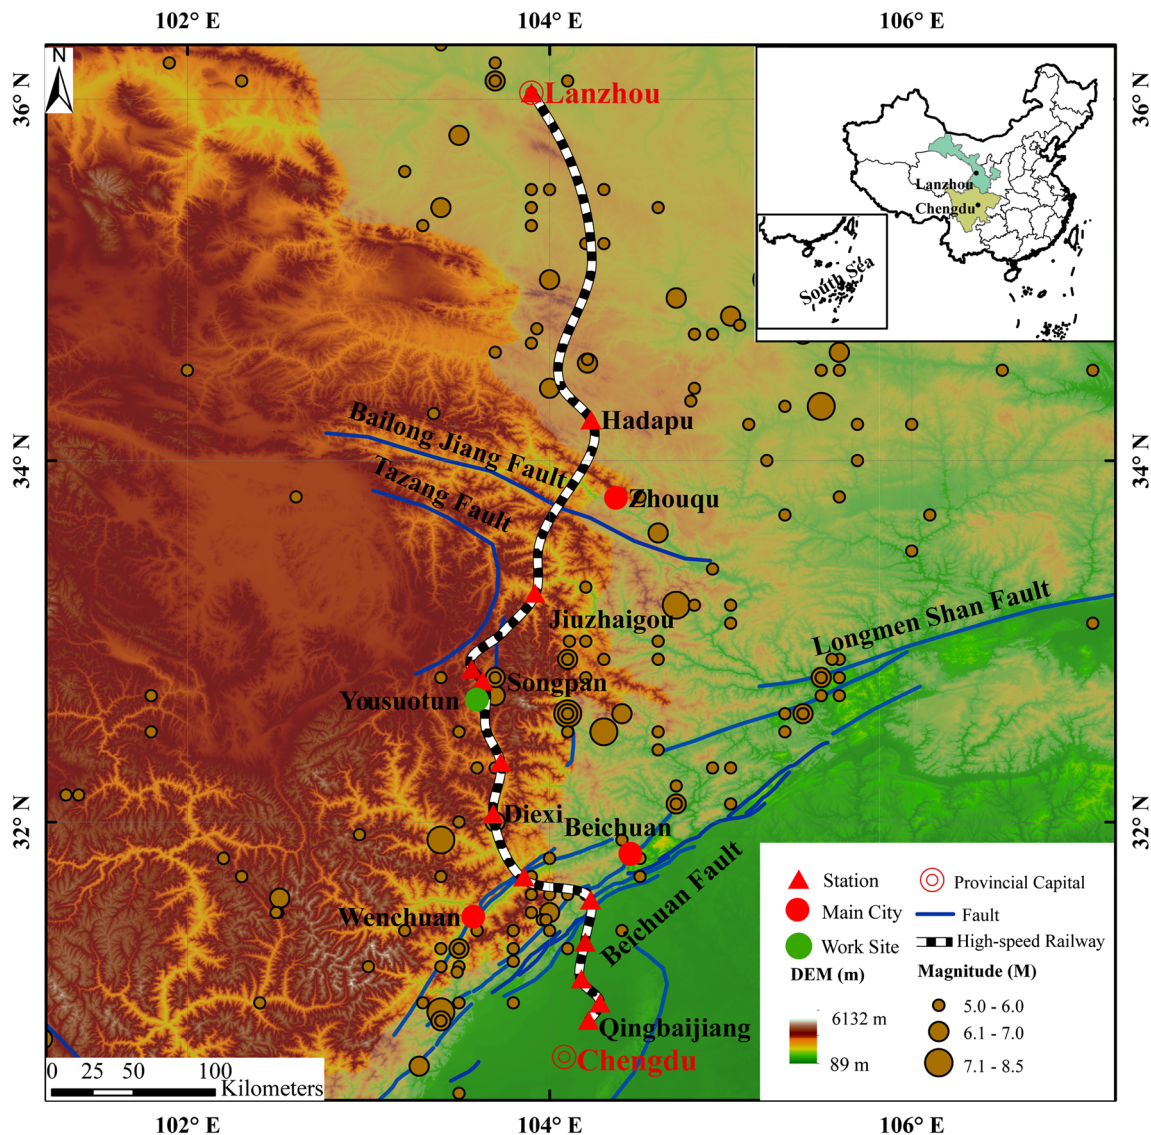 102° E
104° E
106° E
N
36° N
36° N
Lanzhou
Lanzhou
Chengdu
South Sea
Hadapu
Bailong Jiang Fault
34° N
34° N
Tazang Fault
Zhouqu
Longmen Shan Fault
Jiuzhaigou
Songpan
Yousuotun
32° N
32° N
Diexi
Beichuan
Beichuan Fault
Wenchuan
Qingbaijiang
Chengdu
Station
Provincial Capital
Main City
Fault
Work Site
High-speed Railway
DEM (m)
Magnitude (M)
6132 m
89 m
5.0 - 6.0
6.1 - 7.0
7.1 - 8.5
0 25 50 100
Kilometers
102° E
104° E
106° E